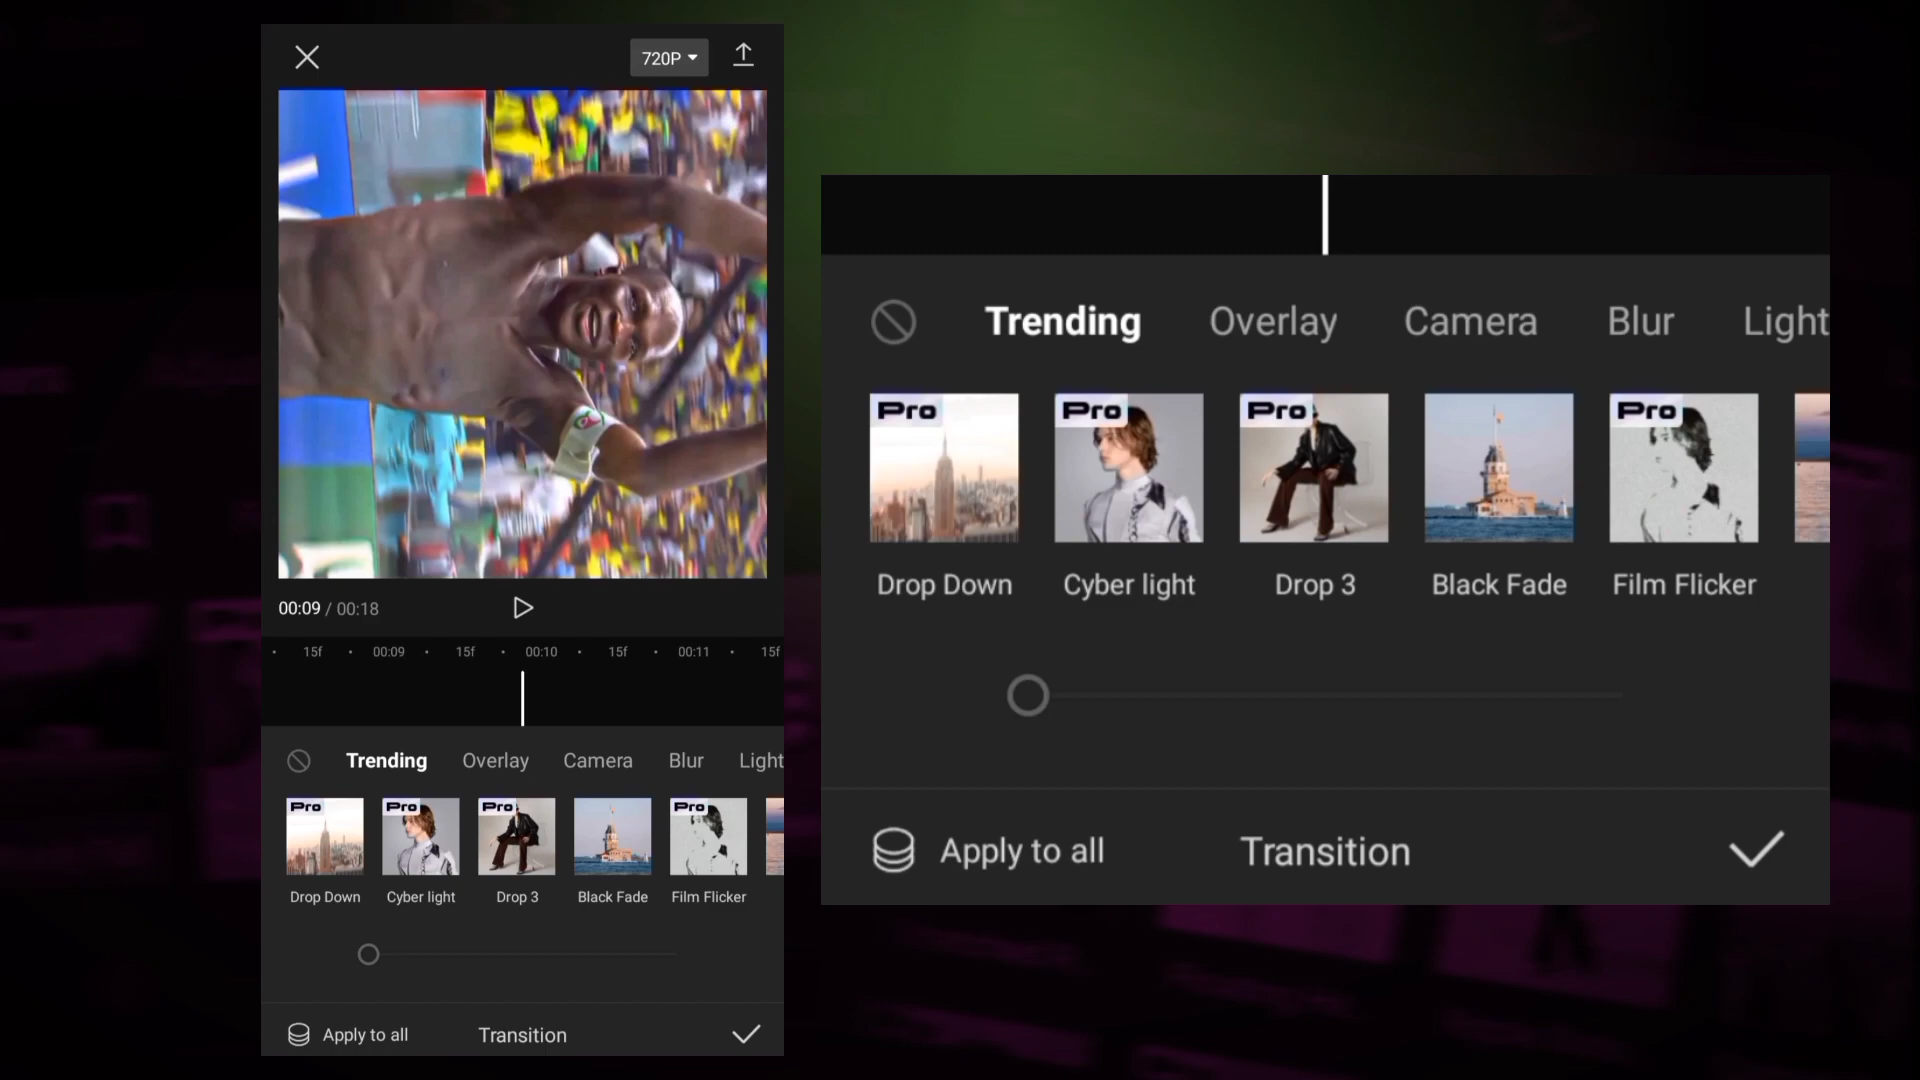 720P
00:09 / 00:18
15f 00:09 15f 00:10 15f 00:11 15f
Trending Overlay Camera Blur Light
Pro Pro Pro Pro
Drop Down Cyber light Drop 3 Black Fade Film Flicker
Apply to all Transition
Trending Overlay Camera Blur Light
Pro Pro Pro Pro
Drop Down Cyber light Drop 3 Black Fade Film Flicker
Apply to all Transition